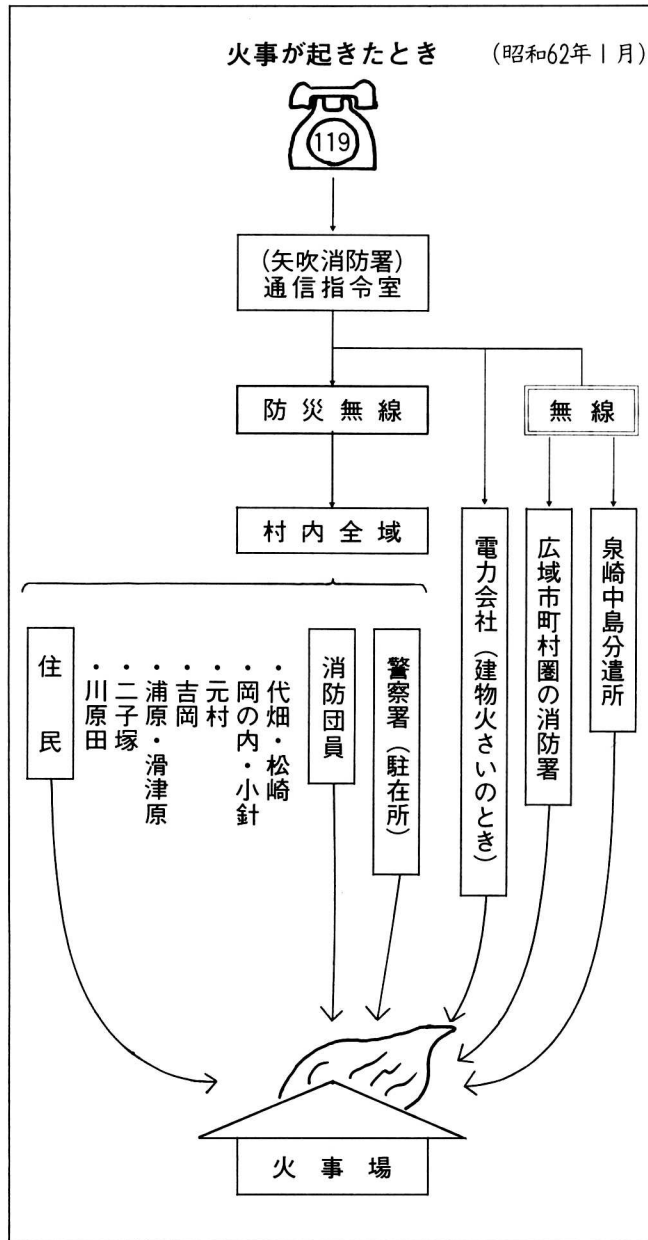 火事が起きたとき
(昭和62年1月)
119
(矢吹消防署)
通信指令室
防災無線
無線
村内全域
泉崎中島分遣所
広域市町村圏の消防署
電力会社(建物火さいのとき)
警察署(駐在所)
消防団員
・代畑・松崎
・岡の内・小針
・元村
・吉岡
・浦原・滑津原
・二子塚
・川原田
住民
火事場